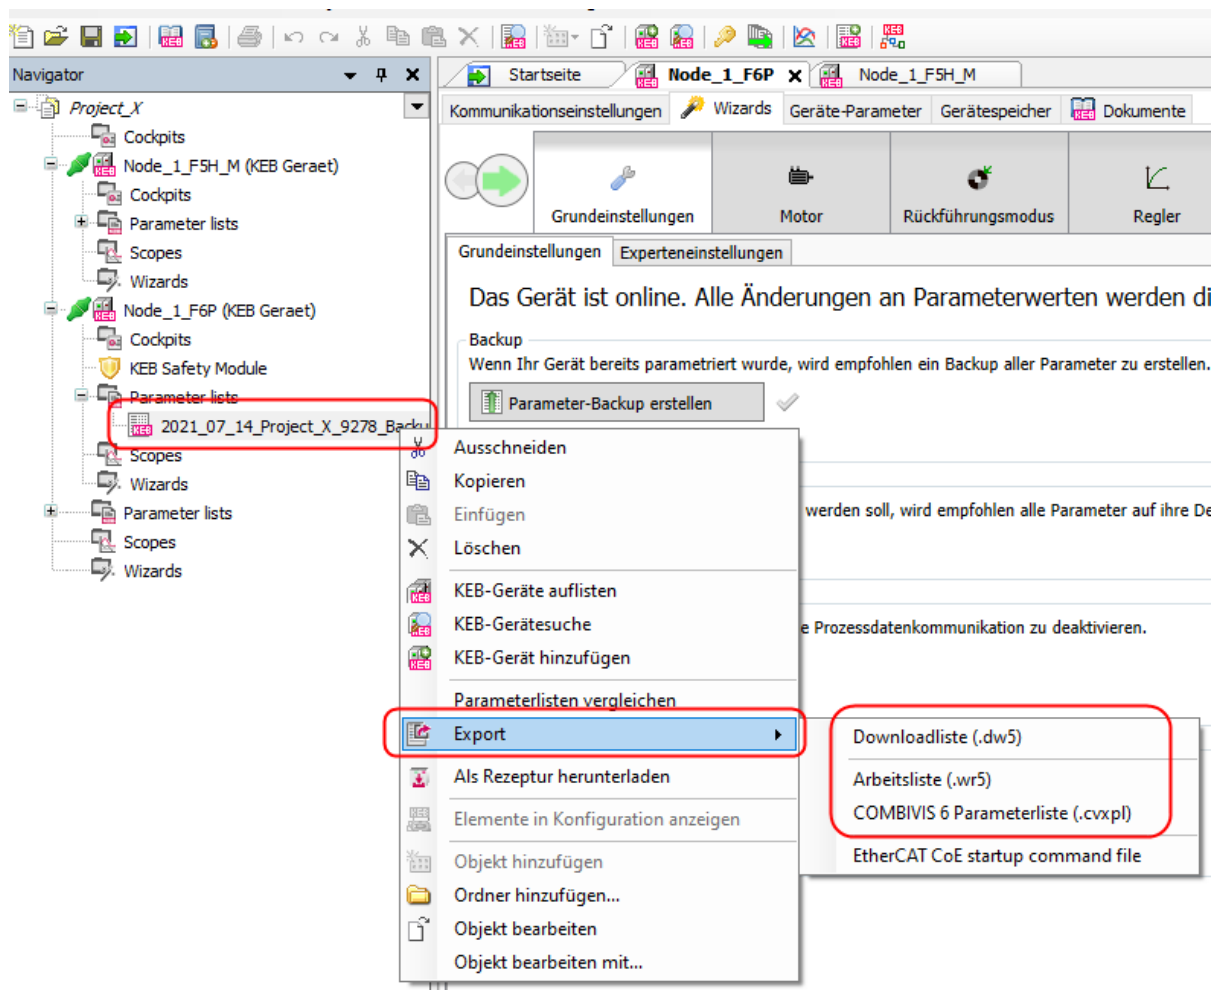 Navigator
Project_X
Cockpits
Node_1_F5H_M (KEB Geraet)
Cockpits
Parameter lists
Scopes
Wizards
Node_1_F6P (KEB Geraet)
Cockpits
KEB Safety Module
Parameter lists
2021_07_14_Project_X_9278_Backu
Scopes
Wizards
Parameter lists
Scopes
Wizards
Startseite Node_1_F6P Node_1_F5H_M
Kommunikationseinstellungen Wizards Geräte-Parameter Gerätespeicher Dokumente
Grundeinstellungen Motor Rückführungsmodus Regler
Grundeinstellungen Experteneinstellungen
Das Gerät ist online. Alle Änderungen an Parameterwerten werden di
Backup
Wenn Ihr Gerät bereits parametriert wurde, wird empfohlen ein Backup aller Parameter zu erstellen.
Parameter-Backup erstellen
werden soll, wird empfohlen alle Parameter auf ihre De
e Prozessdatenkommunikation zu deaktivieren.
Ausschneiden
Kopieren
Einfügen
Löschen
KEB-Geräte auflisten
KEB-Gerätesuche
KEB-Gerät hinzufügen
Parameterlisten vergleichen
Export
Als Rezeptur herunterladen
Elemente in Konfiguration anzeigen
Objekt hinzufügen
Ordner hinzufügen...
Objekt bearbeiten
Objekt bearbeiten mit...
Downloadliste (.dw5)
Arbeitsliste (.wr5)
COMBIVIS 6 Parameterliste (.cvxpl)
EtherCAT CoE startup command file